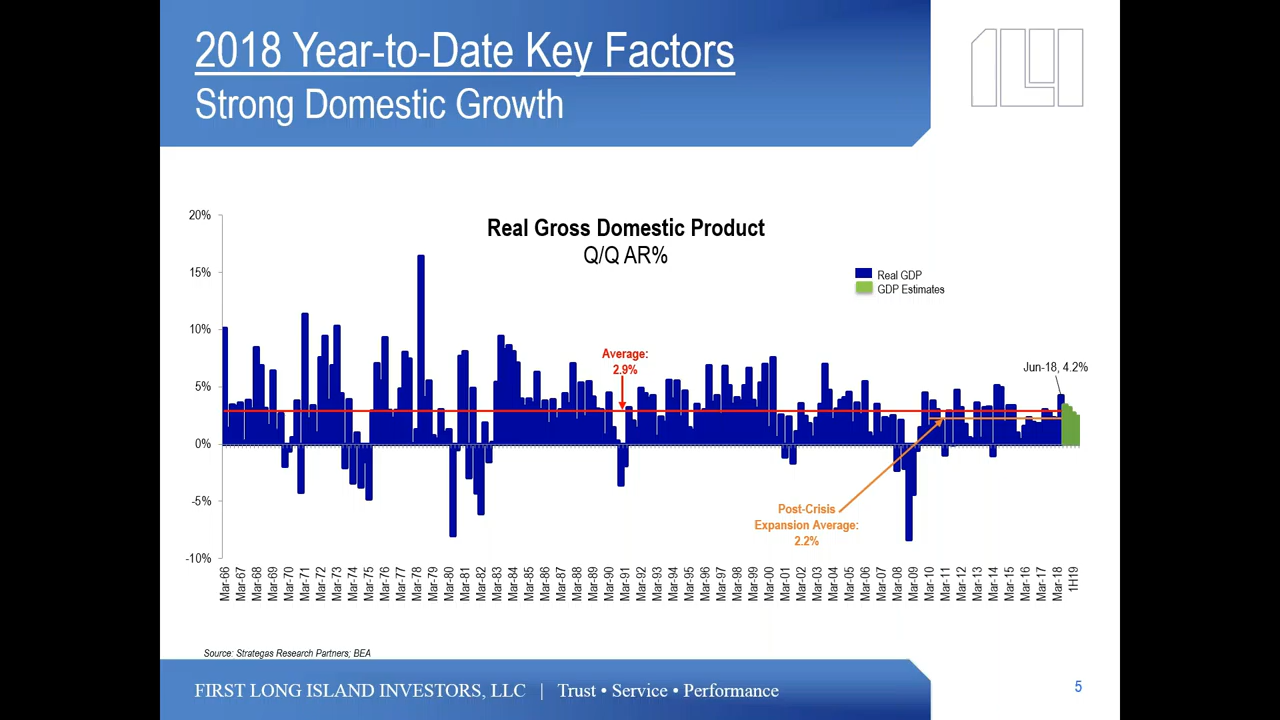 2018 Year-to-Date Key Factors
Strong Domestic Growth
Real Gross Domestic Product
Q/Q AR%
Real GDP
GDP Estimates
20%
15%
10%
5%
0%
-5%
-10%
Average:
2.9%
Jun-18, 4.2%
Post-Crisis
Expansion Average:
2.2%
Mar-66
Mar-67
Mar-68
Mar-69
Mar-70
Mar-71
Mar-72
Mar-73
Mar-74
Mar-75
Mar-76
Mar-77
Mar-78
Mar-79
Mar-80
Mar-81
Mar-82
Mar-83
Mar-84
Mar-85
Mar-86
Mar-87
Mar-88
Mar-89
Mar-90
Mar-91
Mar-92
Mar-93
Mar-94
Mar-95
Mar-96
Mar-97
Mar-98
Mar-99
Mar-00
Mar-01
Mar-02
Mar-03
Mar-04
Mar-05
Mar-06
Mar-07
Mar-08
Mar-09
Mar-10
Mar-11
Mar-12
Mar-13
Mar-14
Mar-15
Mar-16
Mar-17
Mar-18
1H19
Source: Strategas Research Partners; BEA
FIRST LONG ISLAND INVESTORS, LLC | Trust • Service • Performance
5